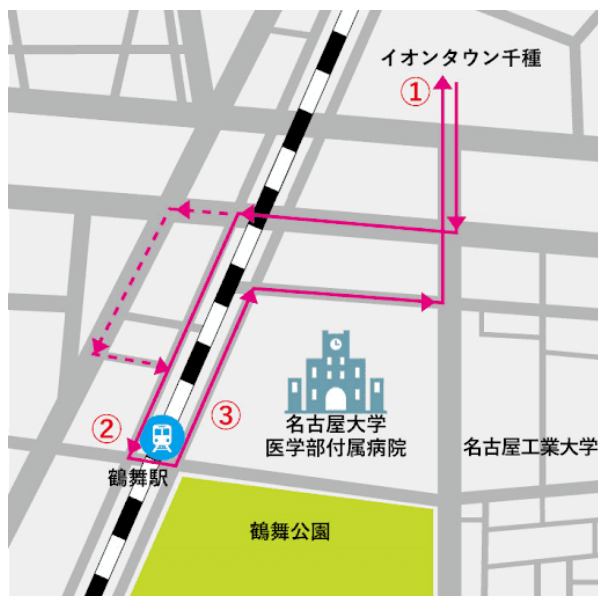 イオンタウン千種
①
②
③
鶴舞駅
名古屋大学
医学部付属病院
名古屋工業大学
鶴舞公園